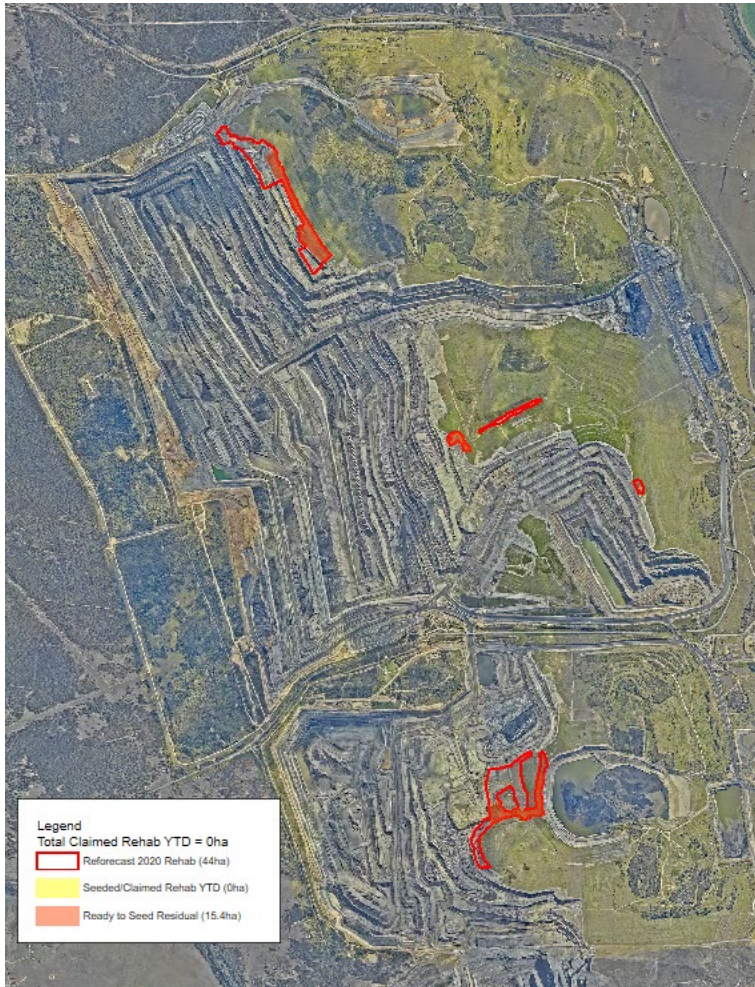 Legend
Total Claimed Rehab YTD = 0ha
Reforecast 2020 Rehab (44ha)
Seeded/Claimed Rehab YTD (0ha)
Ready to Seed Residual (15.4ha)